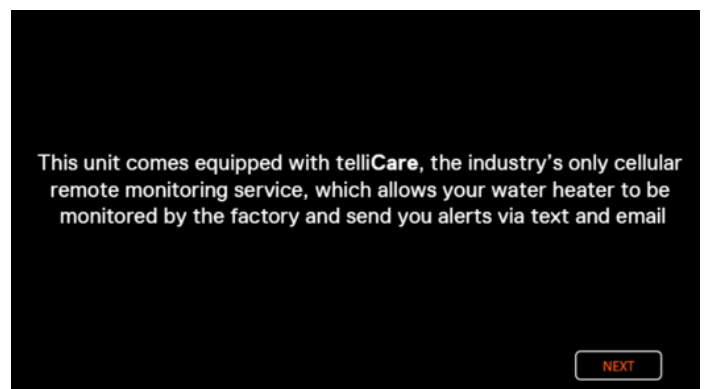 This unit comes equipped with telliCare, the industry's only cellular
remote monitoring service, which allows your water heater to be
monitored by the factory and send you alerts via text and email
NEXT